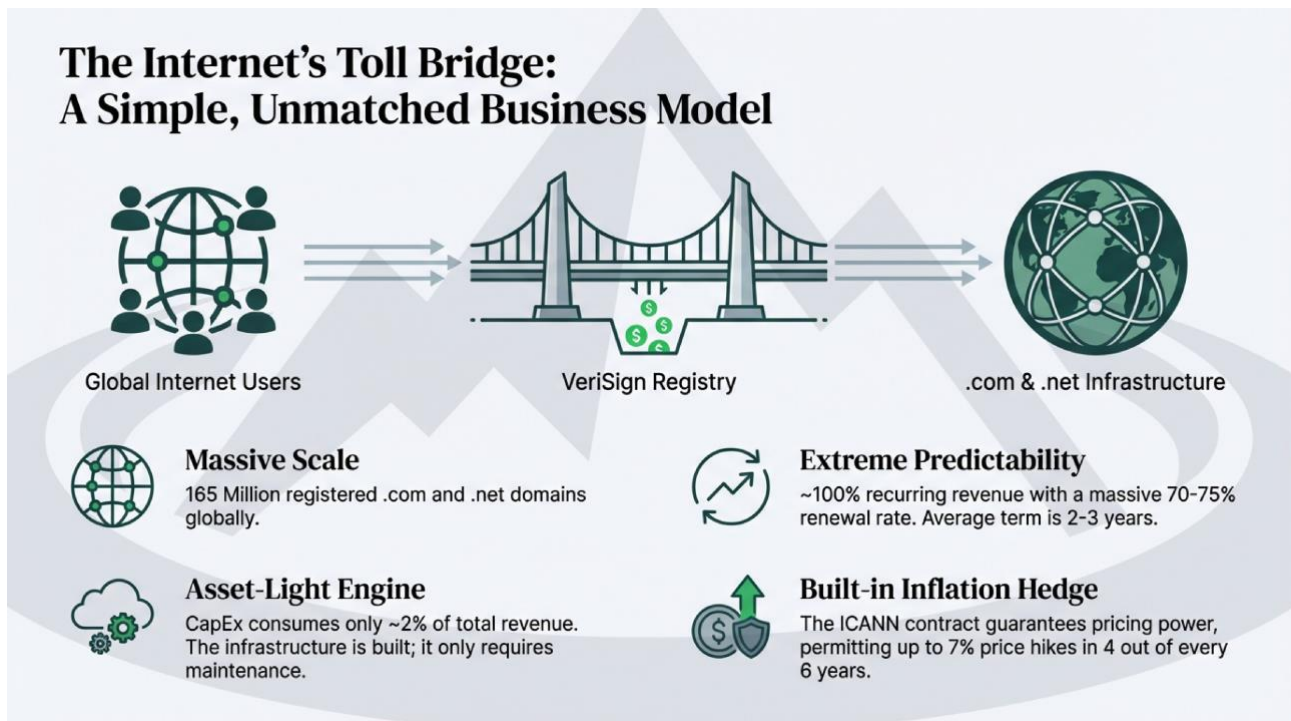 The Internet's Toll Bridge:
A Simple, Unmatched Business Model
Global Internet Users
VeriSign Registry
.com & .net Infrastructure
Massive Scale
165 Million registered .com and .net domains
globally.
Extreme Predictability
~100% recurring revenue with a massive 70-75%
renewal rate. Average term is 2-3 years.
Asset-Light Engine
CapEx consumes only ~2% of total revenue.
The infrastructure is built; it only requires
maintenance.
Built-in Inflation Hedge
The ICANN contract guarantees pricing power,
permitting up to 7% price hikes in 4 out of every
6 years.